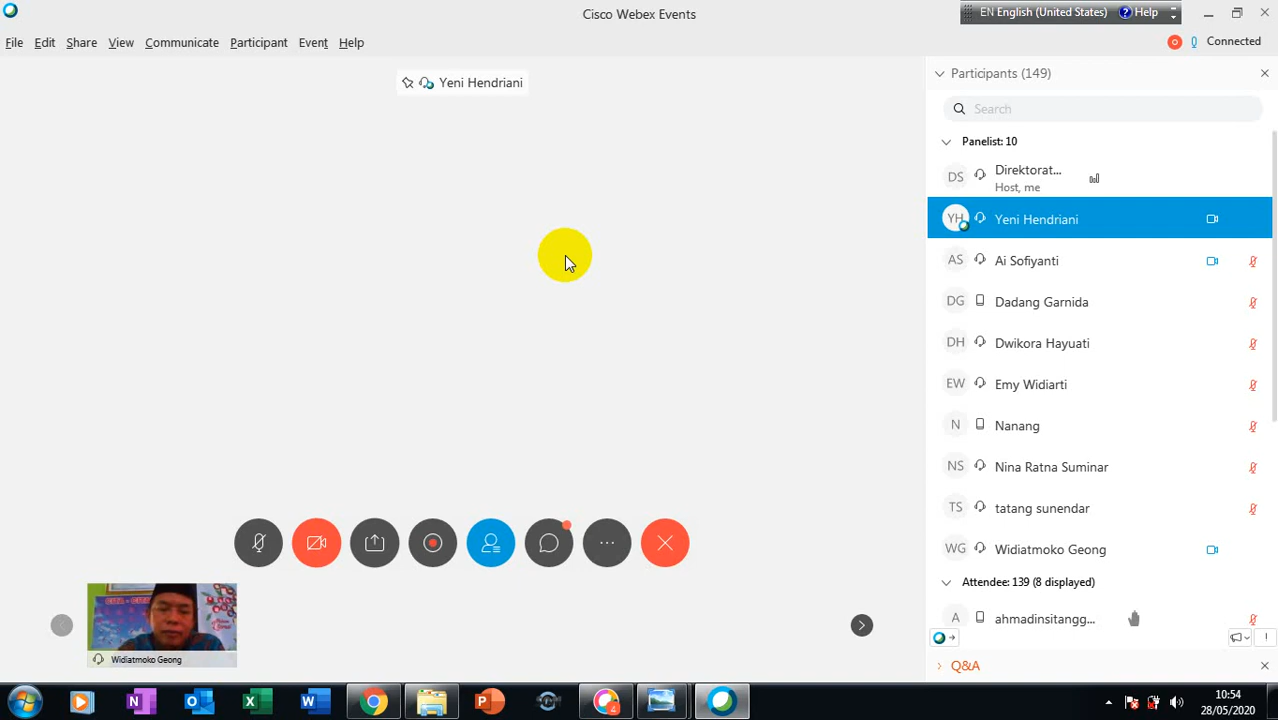 Cisco Webex Events
EN English (United States)
Help
File Edit Share View Communicate Participant Event Help
Connected
Yeni Hendriani
Participants (149)
Search
Panelist: 10
DS
Direktorat...
Host, me
YH
Yeni Hendriani
AS
Ai Sofiyanti
DG
Dadang Garnida
DH
Dwikora Hayuati
EW
Emy Widiarti
N
Nanang
NS
Nina Ratna Suminar
TS
tatang sunendar
WG
Widiatmoko Geong
Attendee: 139 (8 displayed)
A
ahmadinsitangg...
Q&A
Widiatmoko Geong
4
10:54
28/05/2020